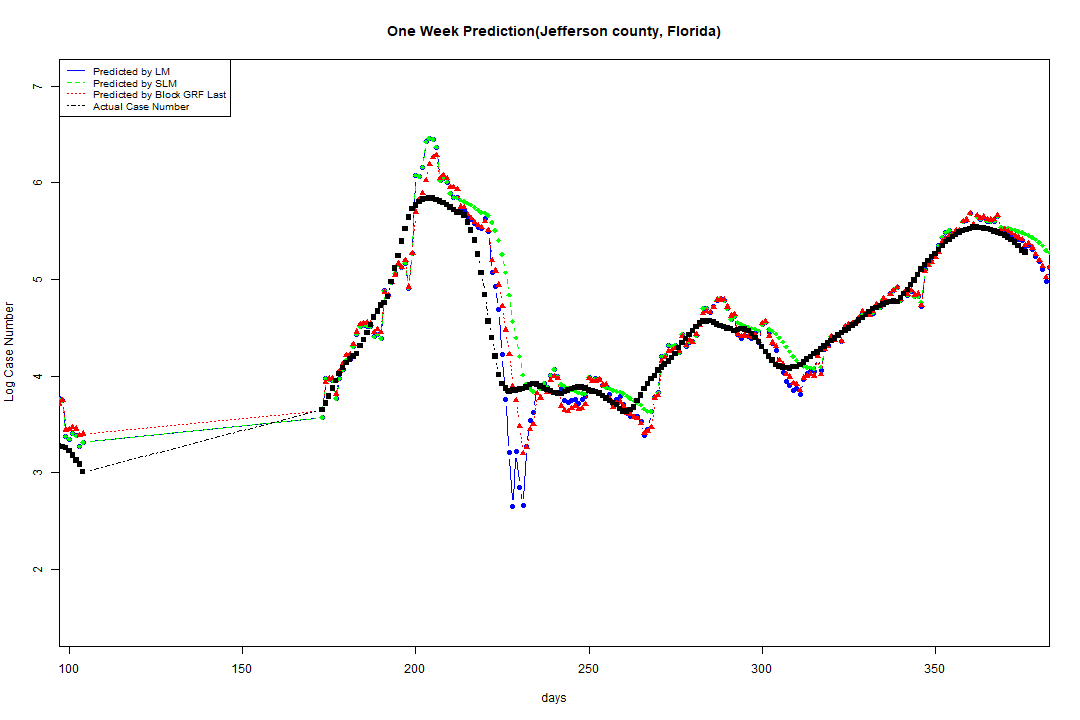 One Week Prediction(Jefferson county, Florida)
Predicted by LM
Predicted by SLM
Predicted by Block GRF Last
Actual Case Number
7
6
5
4
3
2
Log Case Number
100 150 200 250 300 350
days